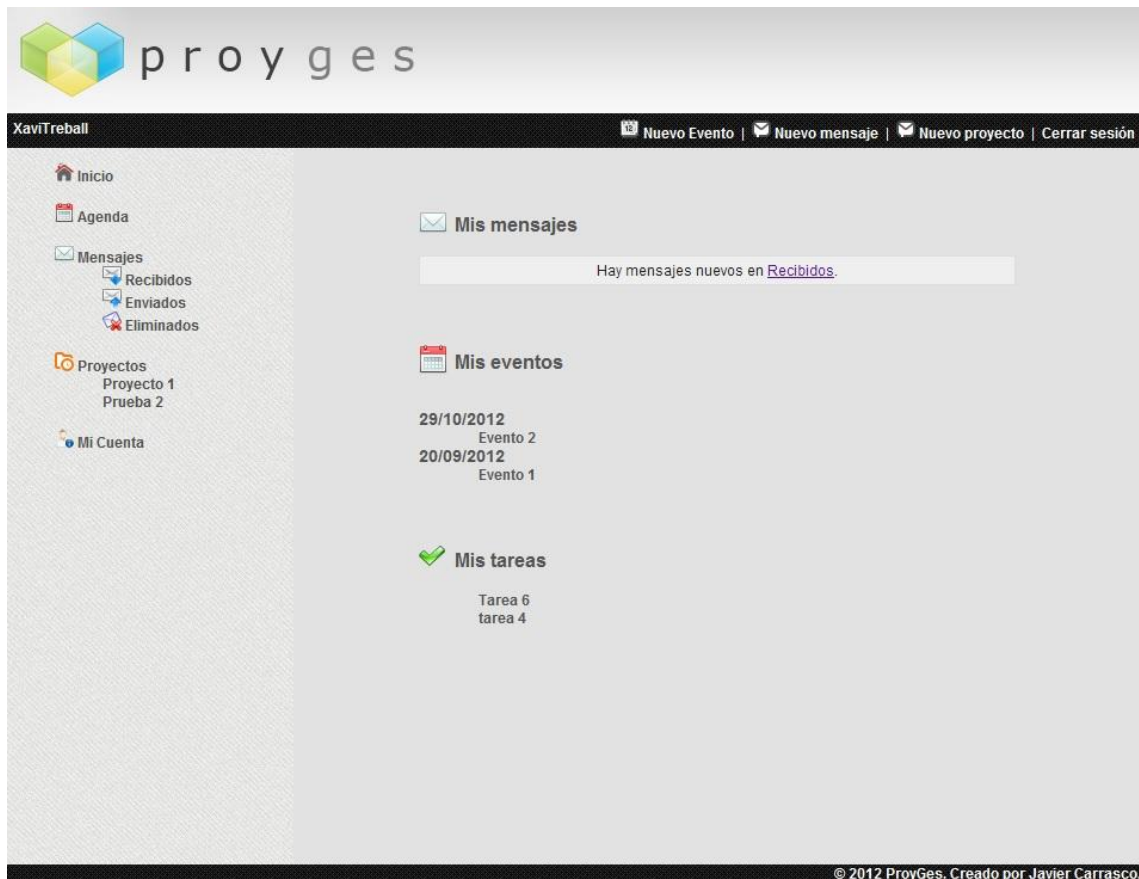 proyges
XaviTreball
Nuevo Evento | Nuevo mensaje | Nuevo proyecto | Cerrar sesión
Inicio
Agenda
Mensajes
Recibidos
Enviados
Eliminados
Proyectos
Proyecto 1
Prueba 2
Mi Cuenta
Mis mensajes
Hay mensajes nuevos en Recibidos.
Mis eventos
29/10/2012
Evento 2
20/09/2012
Evento 1
Mis tareas
Tarea 6
tarea 4
© 2012 ProyGes. Creado por Javier Carrasco